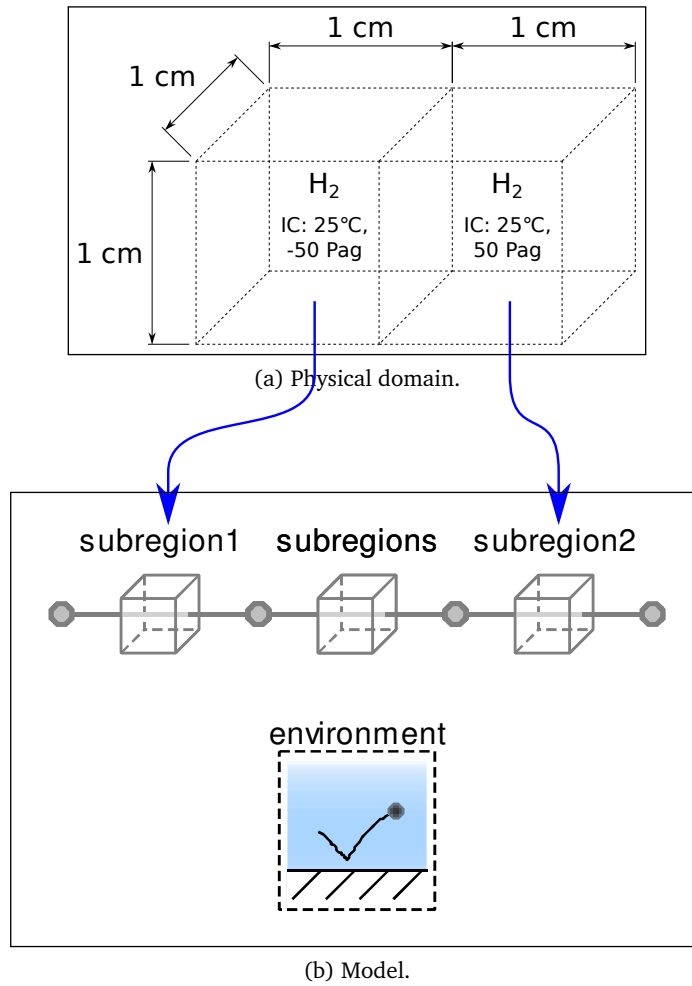 1 cm 1 cm
1 cm
H2 H2
IC: 25℃, IC: 25℃,
-50 Pag 50 Pag
1 cm
(a) Physical domain.
subregion1 subregions subregion2
environment
(b) Model.